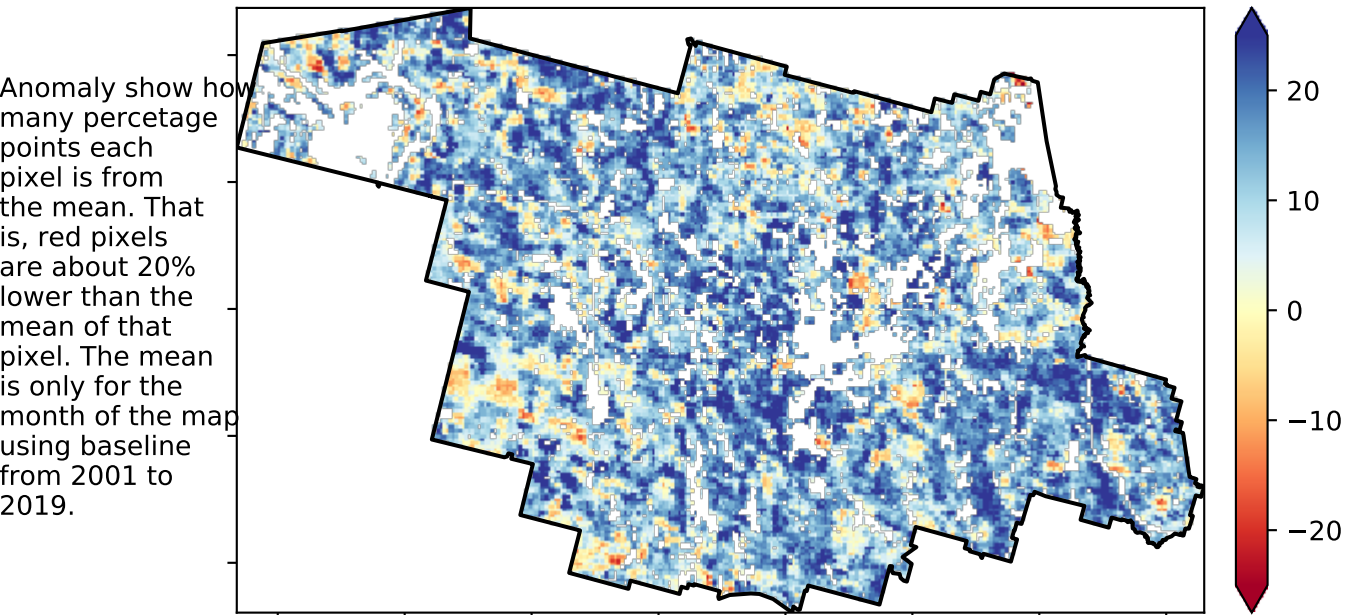 Anomaly show how
many percetage
points each
pixel is from
the mean. That
is, red pixels
are about 20%
lower than the
mean of that
pixel. The mean
is only for the
month of the map
using baseline
from 2001 to
2019.
20
10
0
−10
−20